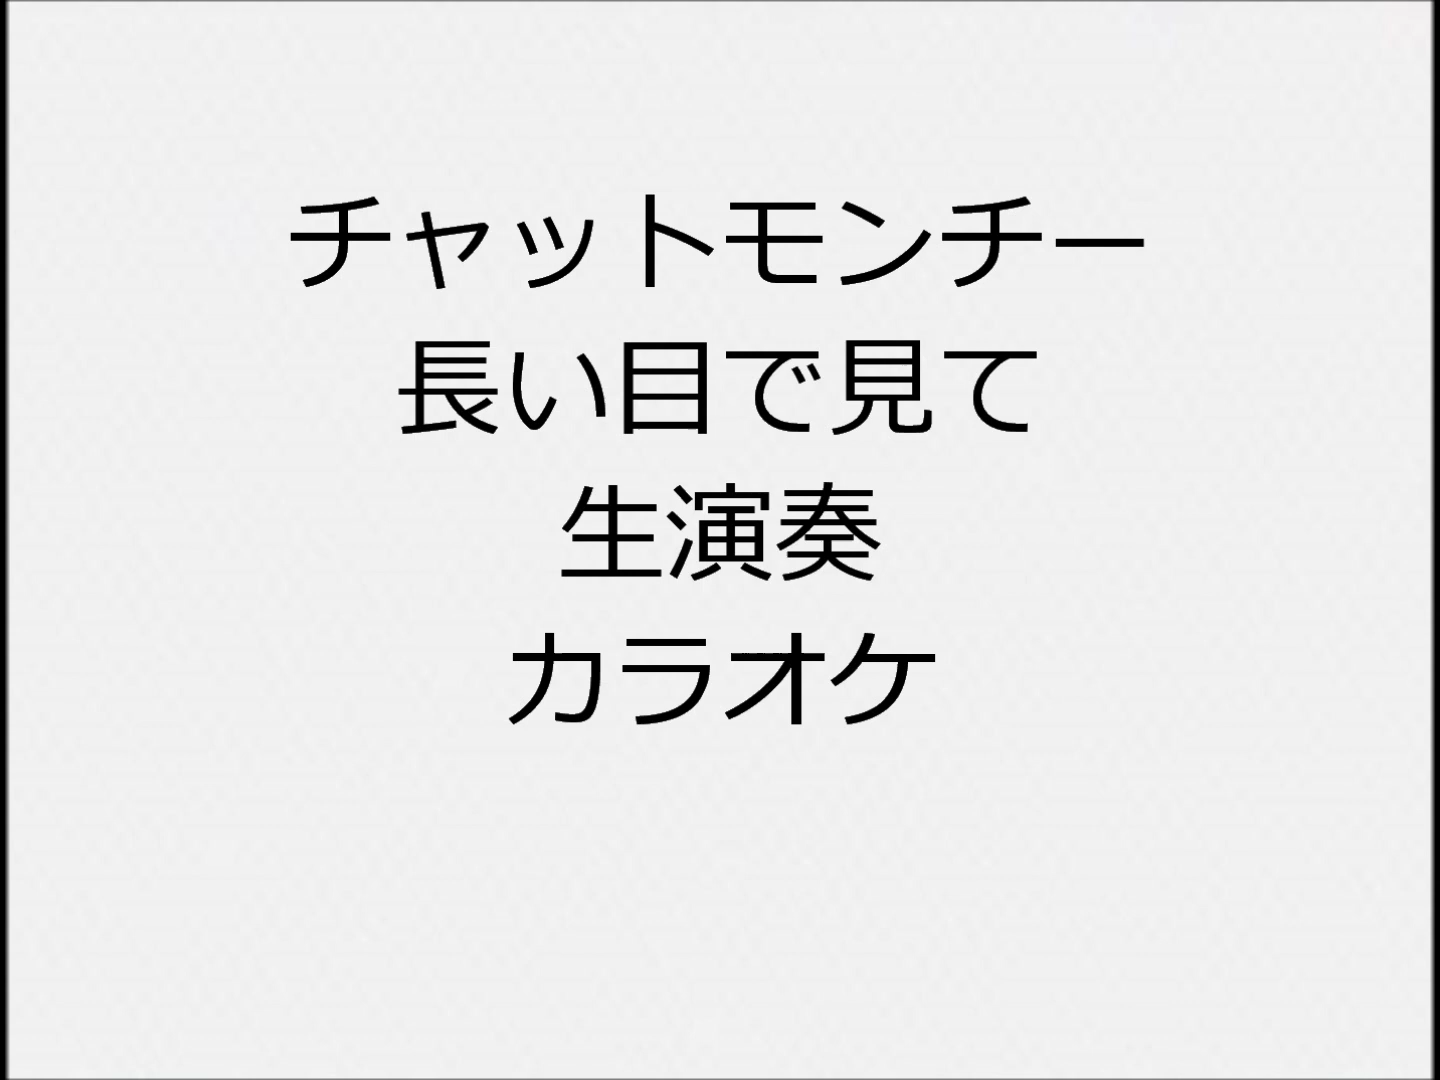 チャットモンチー
長い目で見て
生演奏
カラオケ